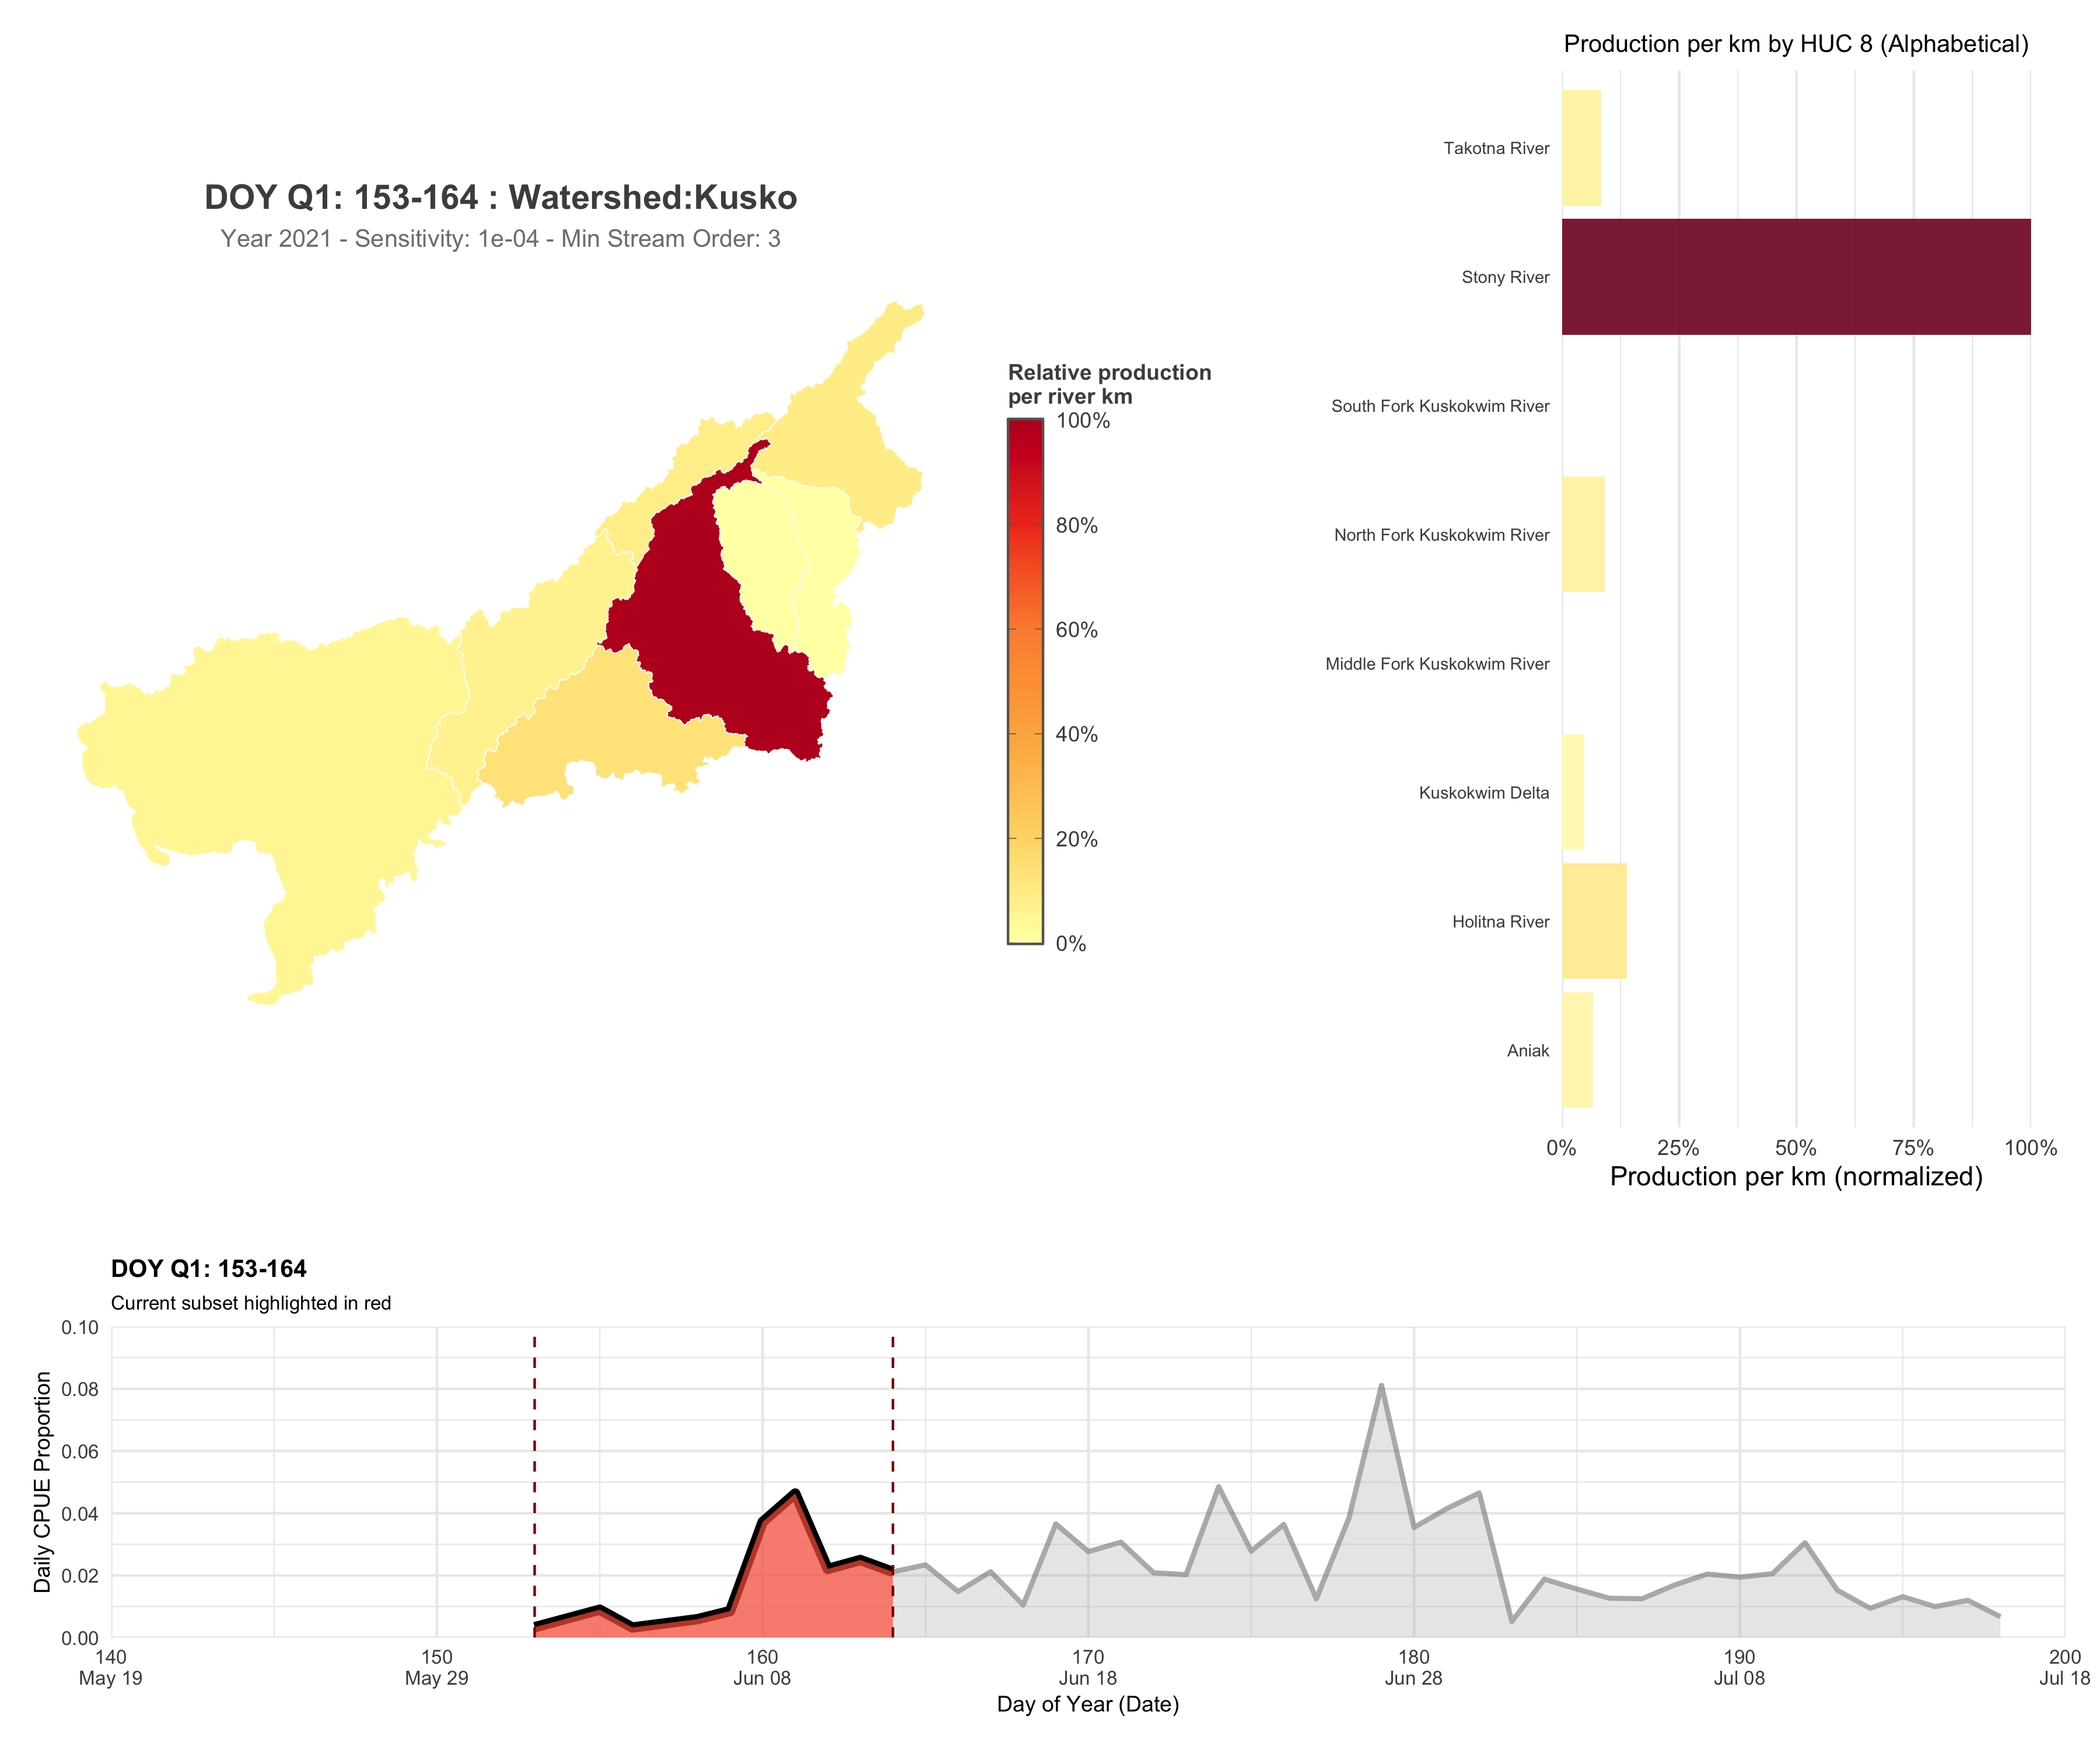 Production per km by HUC 8 (Alphabetical)
Takotna River
Stony River
South Fork Kuskokwim River
North Fork Kuskokwim River
Middle Fork Kuskokwim River
Kuskokwim Delta
Holitna River
Aniak
0% 25% 50% 75% 100%
Production per km (normalized)
DOY Q1: 153-164 : Watershed:Kusko
Year 2021 - Sensitivity: 1e-04 - Min Stream Order: 3
Relative production
per river km
100%
80%
60%
40%
20%
0%
DOY Q1: 153-164
Current subset highlighted in red
Daily CPUE Proportion
0.10
0.08
0.06
0.04
0.02
0.00
140 150 160 170 180 190 200
May 19 May 29 Jun 08 Jun 18 Jun 28 Jul 08 Jul 18
Day of Year (Date)